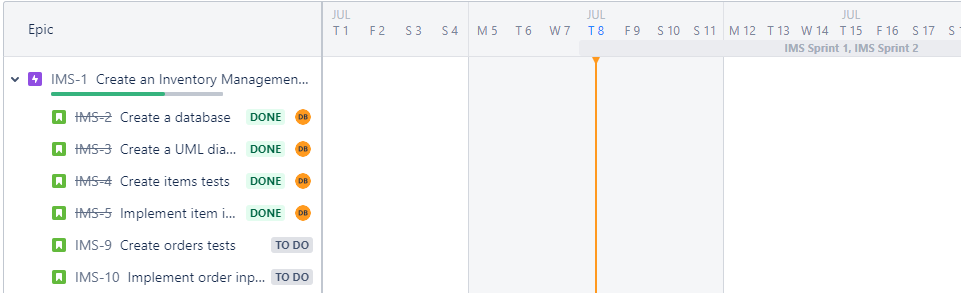 JUL JUL JUL
Epic T 1 F 2 S 3 S 4 M 5 T 6 W 7 T 8 F 9 S 10 S 11 M 12 T 13 W 14 T 15 F 16 S 17
IMS Sprint 1, IMS Sprint 2
IMS-1 Create an Inventory Managemen...
IMS-2 Create a database DONE DB
IMS-3 Create a UML dia... DONE DB
IMS-4 Create items tests DONE DB
IMS-5 Implement item i... DONE DB
IMS-9 Create orders tests TO DO
IMS-10 Implement order inp... TO DO